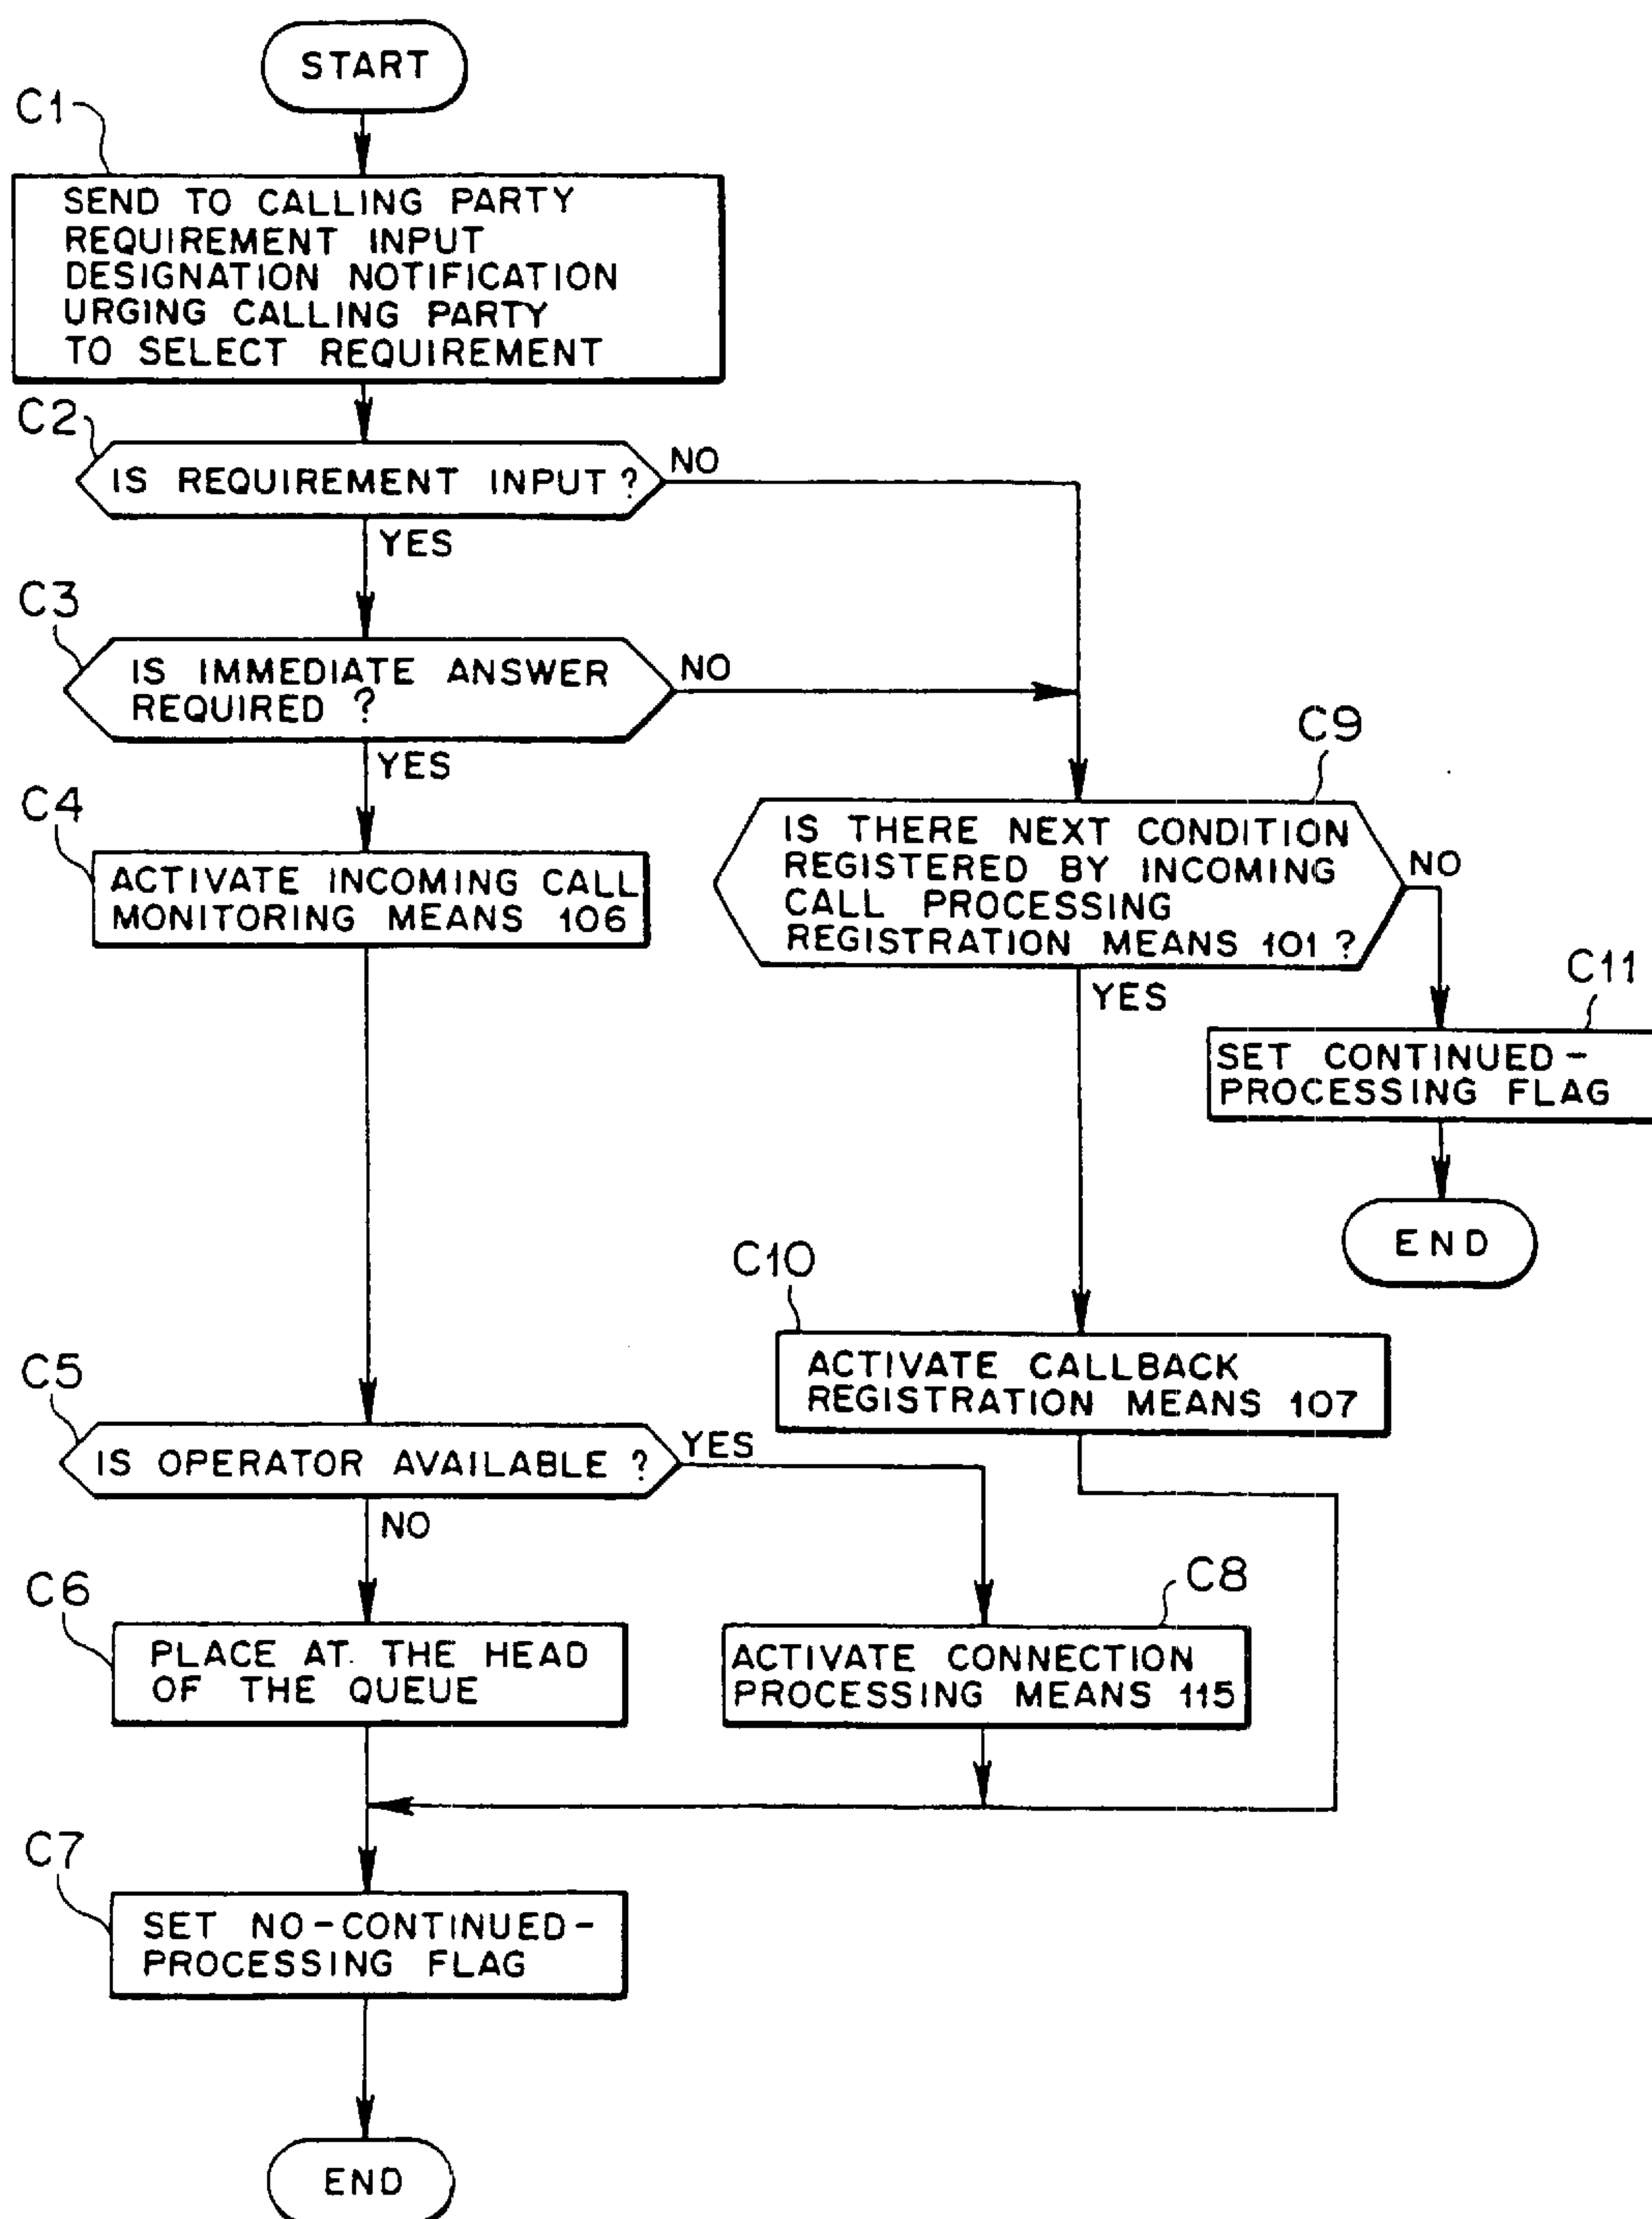 START
C1
SEND TO CALLING PARTY
REQUIREMENT INPUT
DESIGNATION NOTIFICATION
URGING CALLING PARTY
TO SELECT REQUIREMENT
C2
IS REQUIREMENT INPUT ?
NO
YES
C3
IS IMMEDIATE ANSWER
REQUIRED ?
NO
YES
C4
ACTIVATE INCOMING CALL
MONITORING MEANS 106
C9
IS THERE NEXT CONDITION
REGISTERED BY INCOMING
CALL PROCESSING
REGISTRATION MEANS 101 ?
NO
YES
C11
SET CONTINUED-
PROCESSING FLAG
END
C10
ACTIVATE CALLBACK
REGISTRATION MEANS 107
C5
IS OPERATOR AVAILABLE ?
YES
NO
C6
PLACE AT THE HEAD
OF THE QUEUE
C8
ACTIVATE CONNECTION
PROCESSING MEANS 115
C7
SET NO-CONTINUED-
PROCESSING FLAG
END